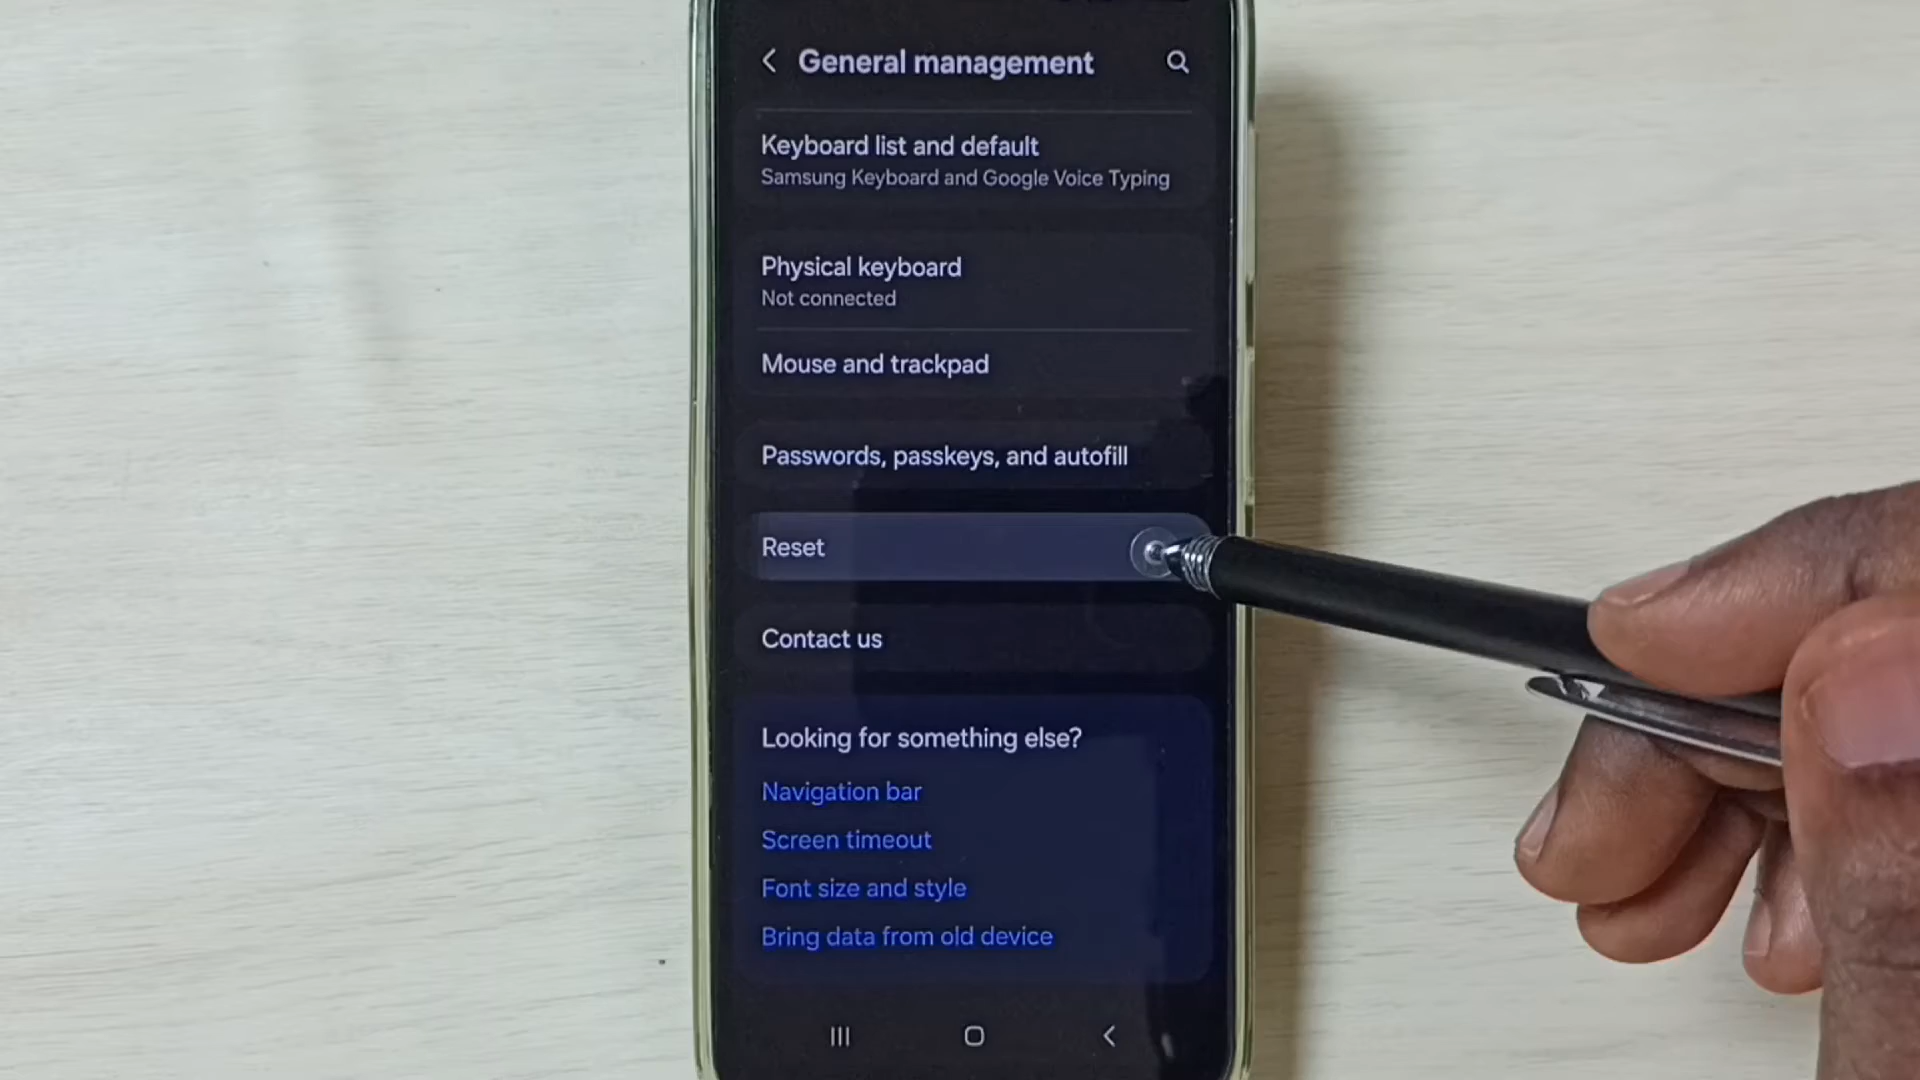 General management
Keyboard list and default
Samsung Keyboard and Google Voice Typing
Physical keyboard
Not connected
Mouse and trackpad
Passwords, passkeys, and autofill
Reset
Contact us
Looking for something else?
Navigation bar
Screen timeout
Font size and style
Bring data from old device